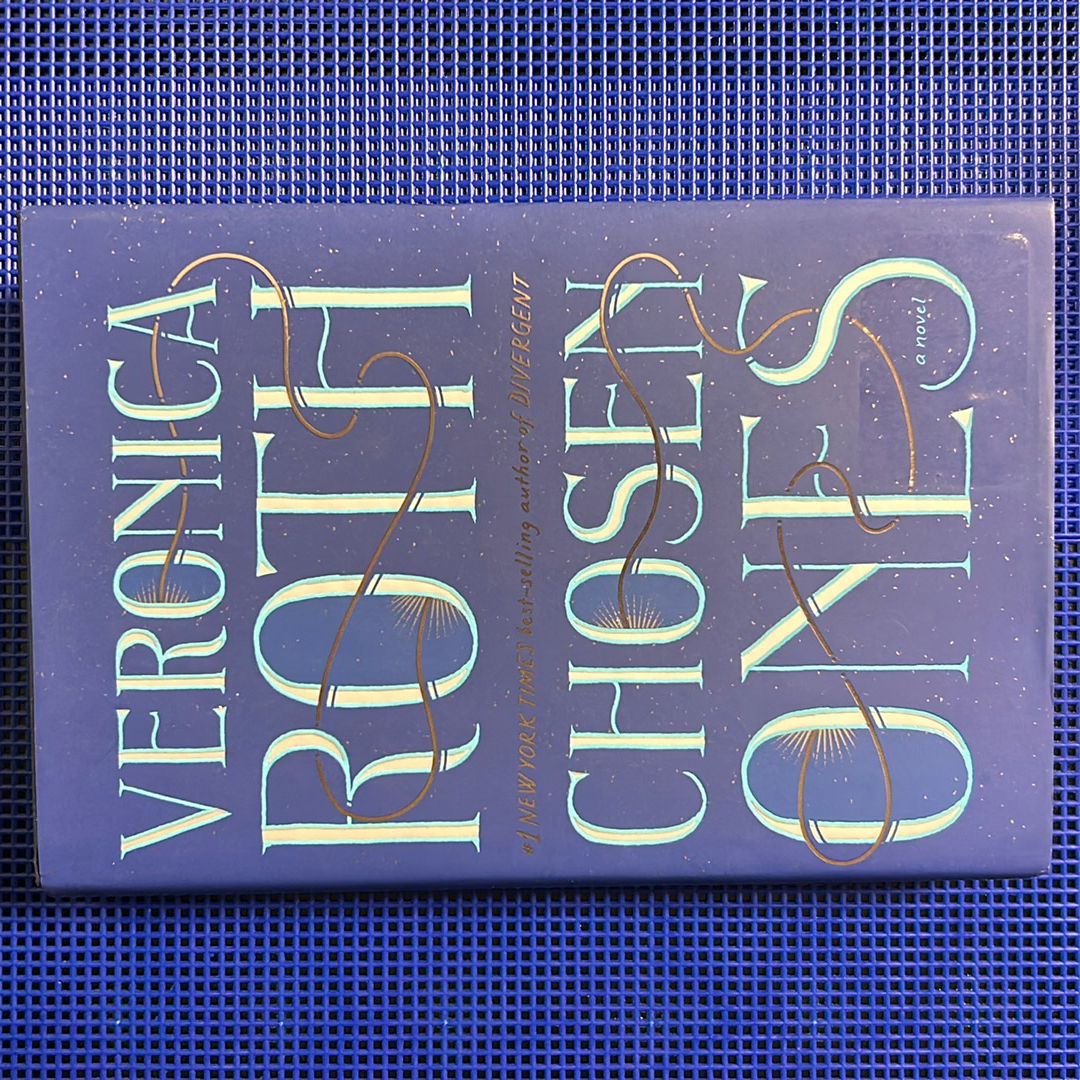 VERONICA
ROTH
#1 NEW YORK TIMES best-selling author of DIVERGENT
CHOSEN
ONES
a novel